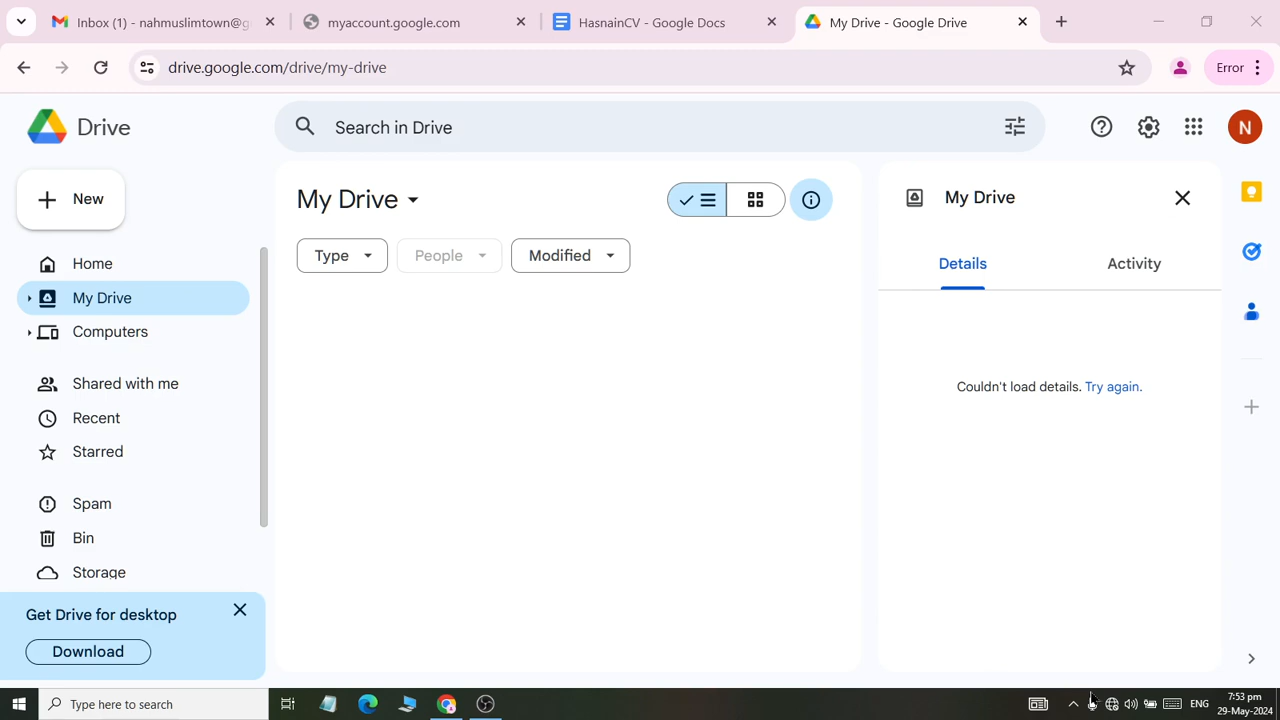 Inbox (1) - nahmuslimtown@g
myaccount.google.com
HasnainCV - Google Docs
My Drive - Google Drive
drive.google.com/drive/my-drive
Error
Drive
Search in Drive
N
New
My Drive
My Drive
Type
People
Modified
Home
My Drive
Computers
Shared with me
Recent
Starred
Spam
Bin
Storage
Details
Activity
Couldn't load details. Try again.
Get Drive for desktop
Download
Type here to search
ENG
7:53 pm
29-May-2024